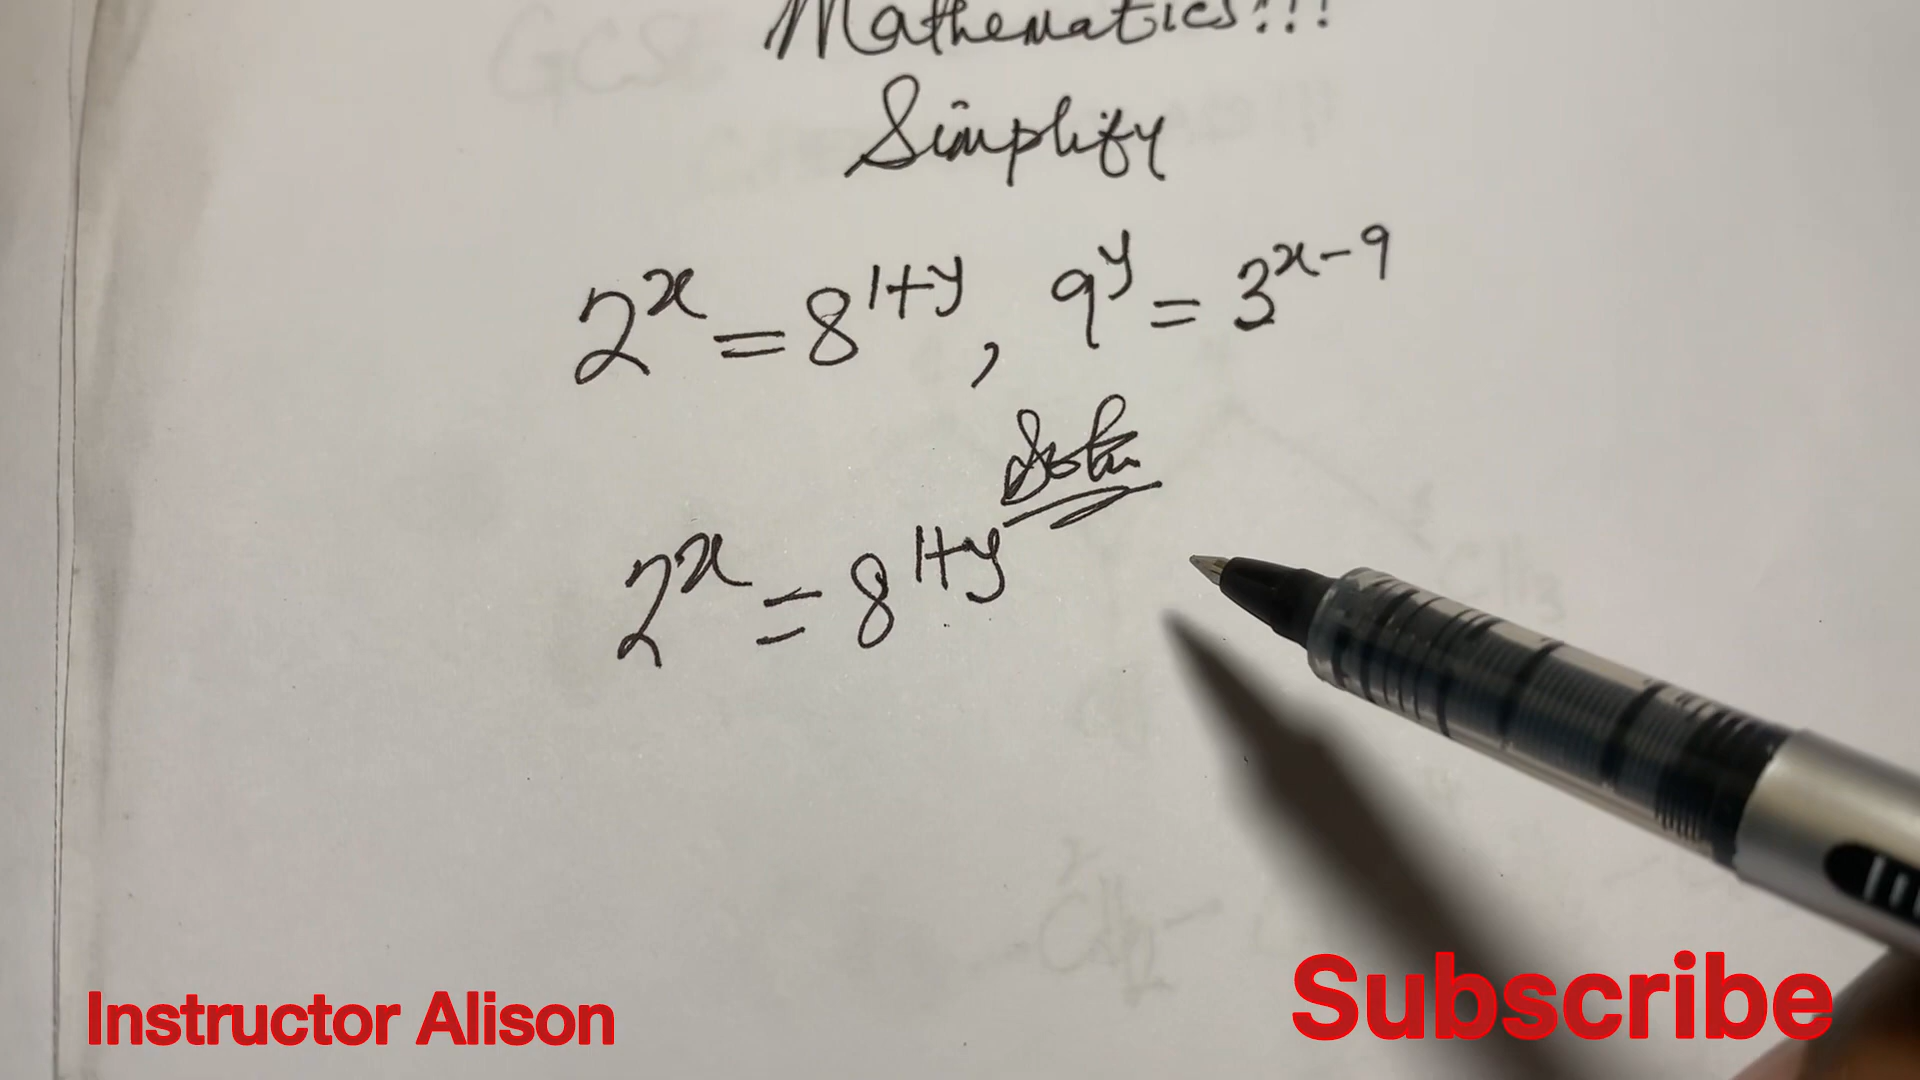 Mathematics!!!
Simplify
2^x = 8^{1+y}, 9^y = 3^{x-9}
Soln
2^x = 8^{1+y}
Instructor Alison
Subscribe